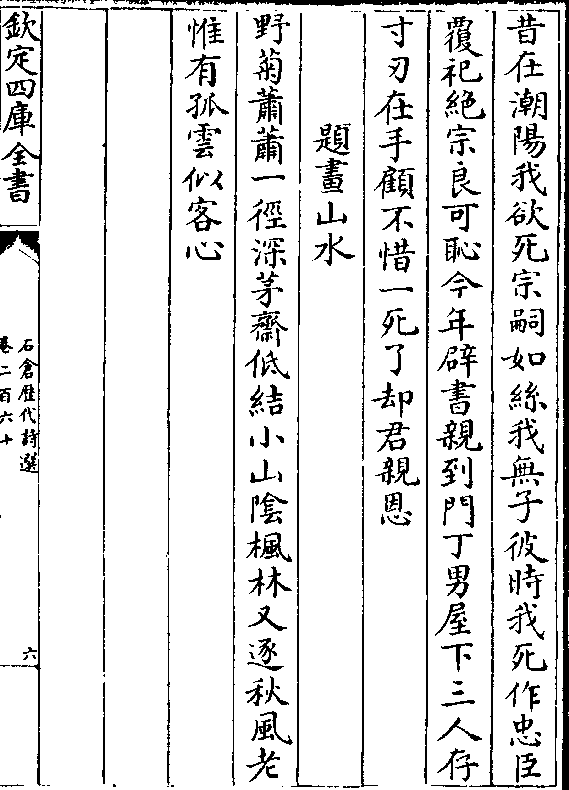 昔在潮陽我欲死宗嗣如絲我無子彼時我死作忠臣
覆祀絶宗良可恥今年辟書親到門丁男屋下三人存
寸刃在手顧不惜一死了却君親恩
題畫山水
野菊蕭蕭一徑深茅齋低結小山陰楓林又逐秋風老
惟有孤雲似客心
欽定四庫全書
石倉歴代詩選
卷二百六十
六